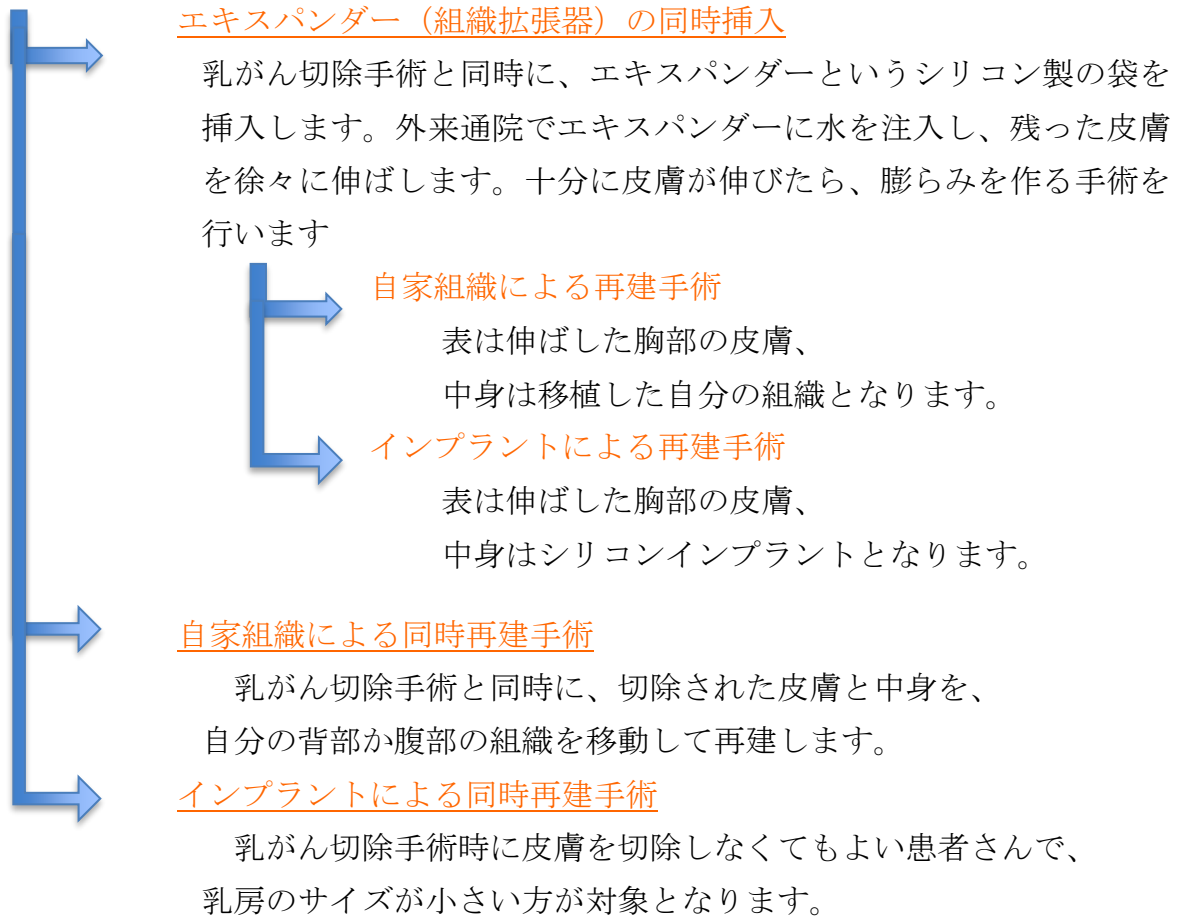 エキスパンダー（組織拡張器）の同時挿入
乳がん切除手術と同時に、エキスパンダーというシリコン製の袋を
挿入します。外来通院でエキスパンダーに水を注入し、残った皮膚
を徐々に伸ばします。十分に皮膚が伸びたら、膨らみを作る手術を
行います
自家組織による再建手術
表は伸ばした胸部の皮膚、
中身は移植した自分の組織となります。
インプラントによる再建手術
表は伸ばした胸部の皮膚、
中身はシリコンインプラントとなります。
自家組織による同時再建手術
乳がん切除手術と同時に、切除された皮膚と中身を、
自分の背部か腹部の組織を移動して再建します。
インプラントによる同時再建手術
乳がん切除手術時に皮膚を切除しなくてもよい患者さんで、
乳房のサイズが小さい方が対象となります。